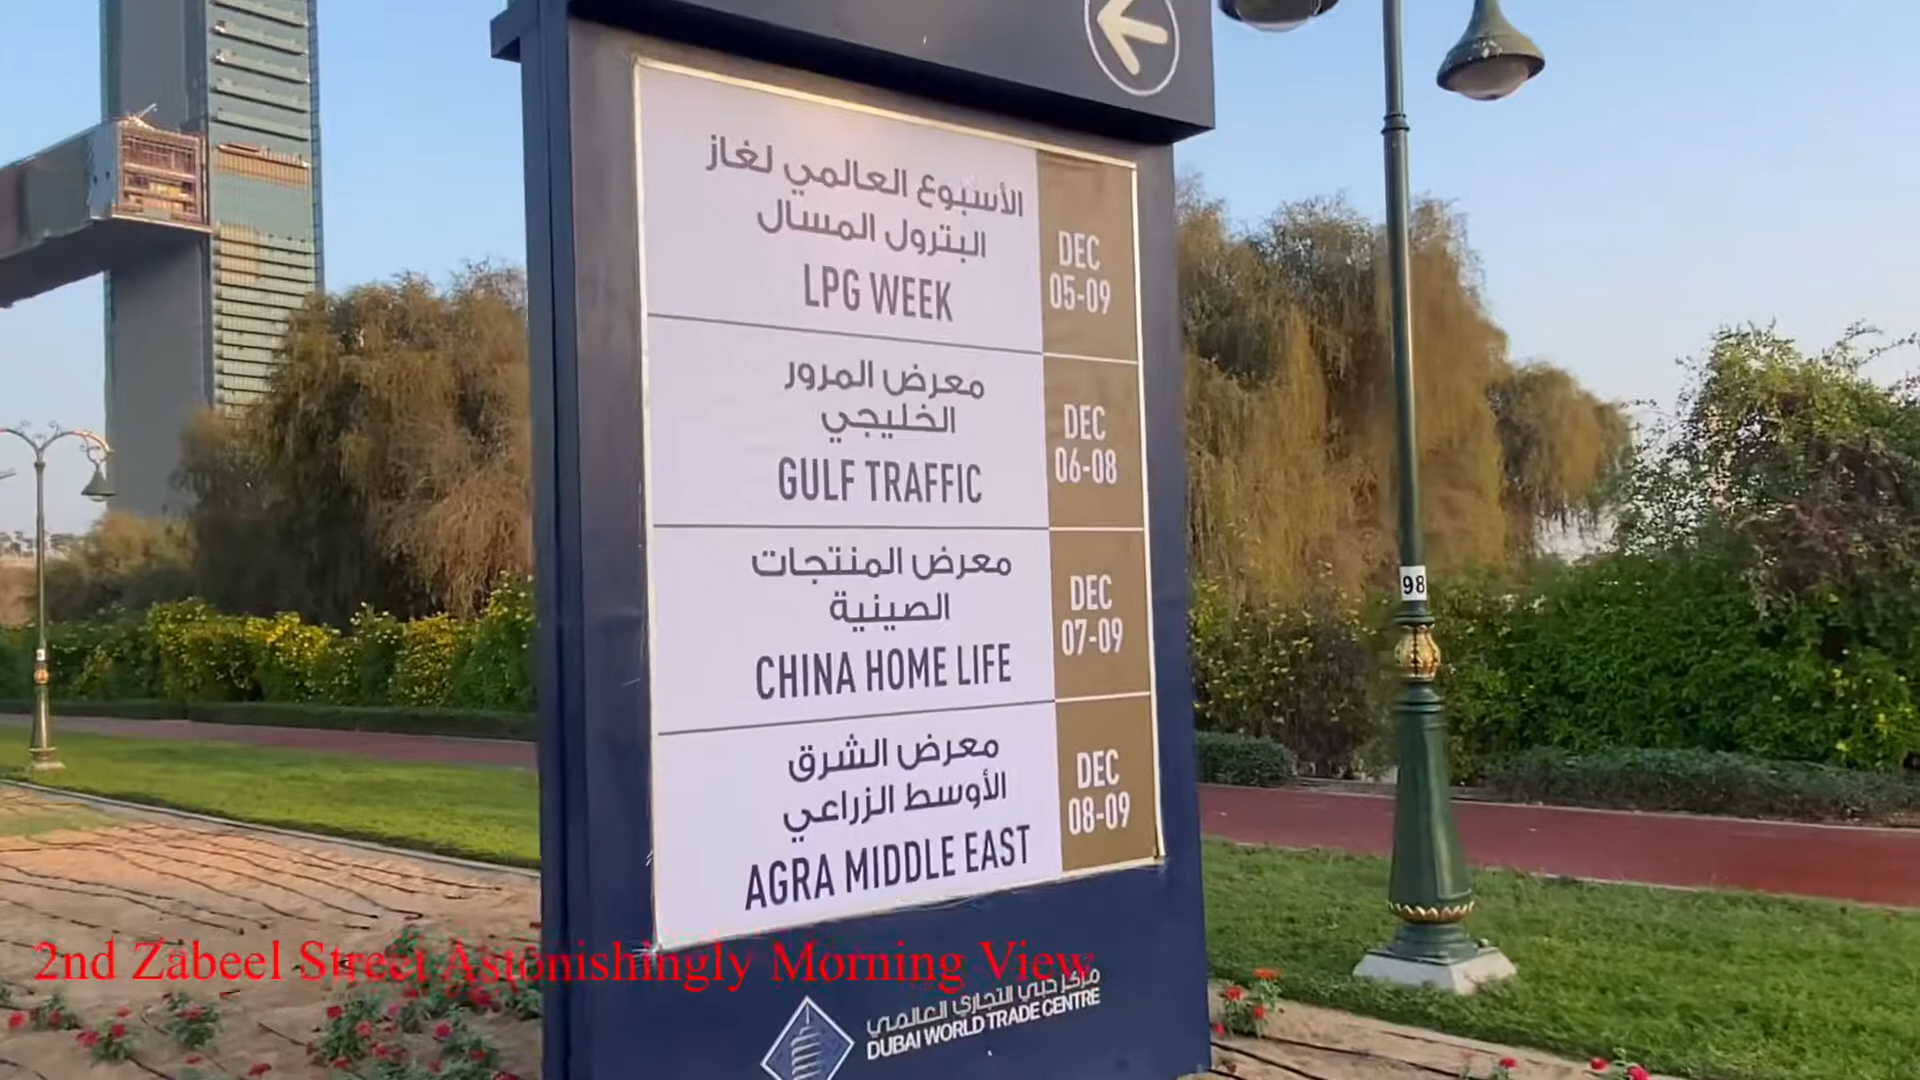 الأسبوع العالمي لغاز
البترول المسال
LPG WEEK
DEC
05-09
معرض المرور
الخليجي
GULF TRAFFIC
DEC
06-08
معرض المنتجات
الصينية
CHINA HOME LIFE
DEC
07-09
معرض الشرق
الأوسط الزراعي
AGRA MIDDLE EAST
DEC
08-09
98
2nd Zabeel Street Astonishingly Morning View
مركز دبي التجاري العالمي
DUBAI WORLD TRADE CENTRE